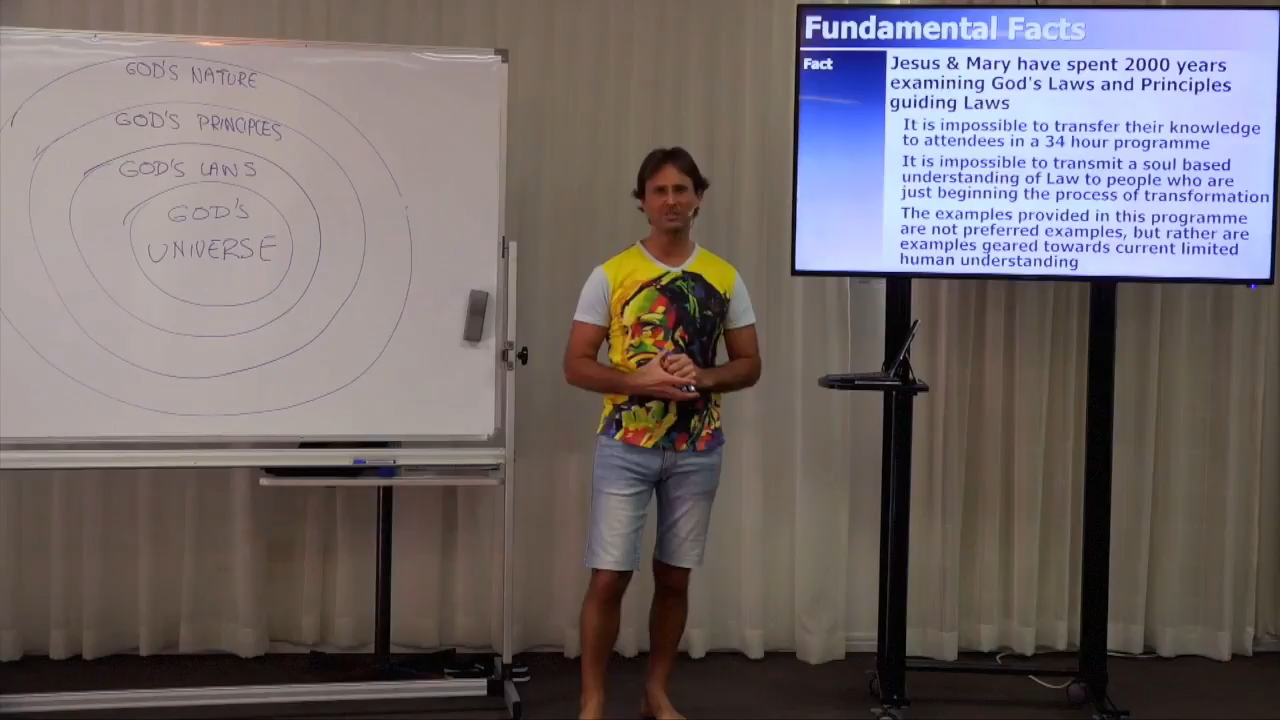 GOD'S NATURE
GOD'S PRINCIPLES
GOD'S LAWS
GOD'S
UNIVERSE
Fundamental Facts
Fact
Jesus & Mary have spent 2000 years
examining God's Laws and Principles
guiding Laws
It is impossible to transfer their knowledge
to attendees in a 34 hour programme
It is impossible to transmit a soul based
understanding of Law to people who are
just beginning the process of transformation
The examples provided in this programme
are not preferred examples, but rather are
examples geared towards current limited
human understanding